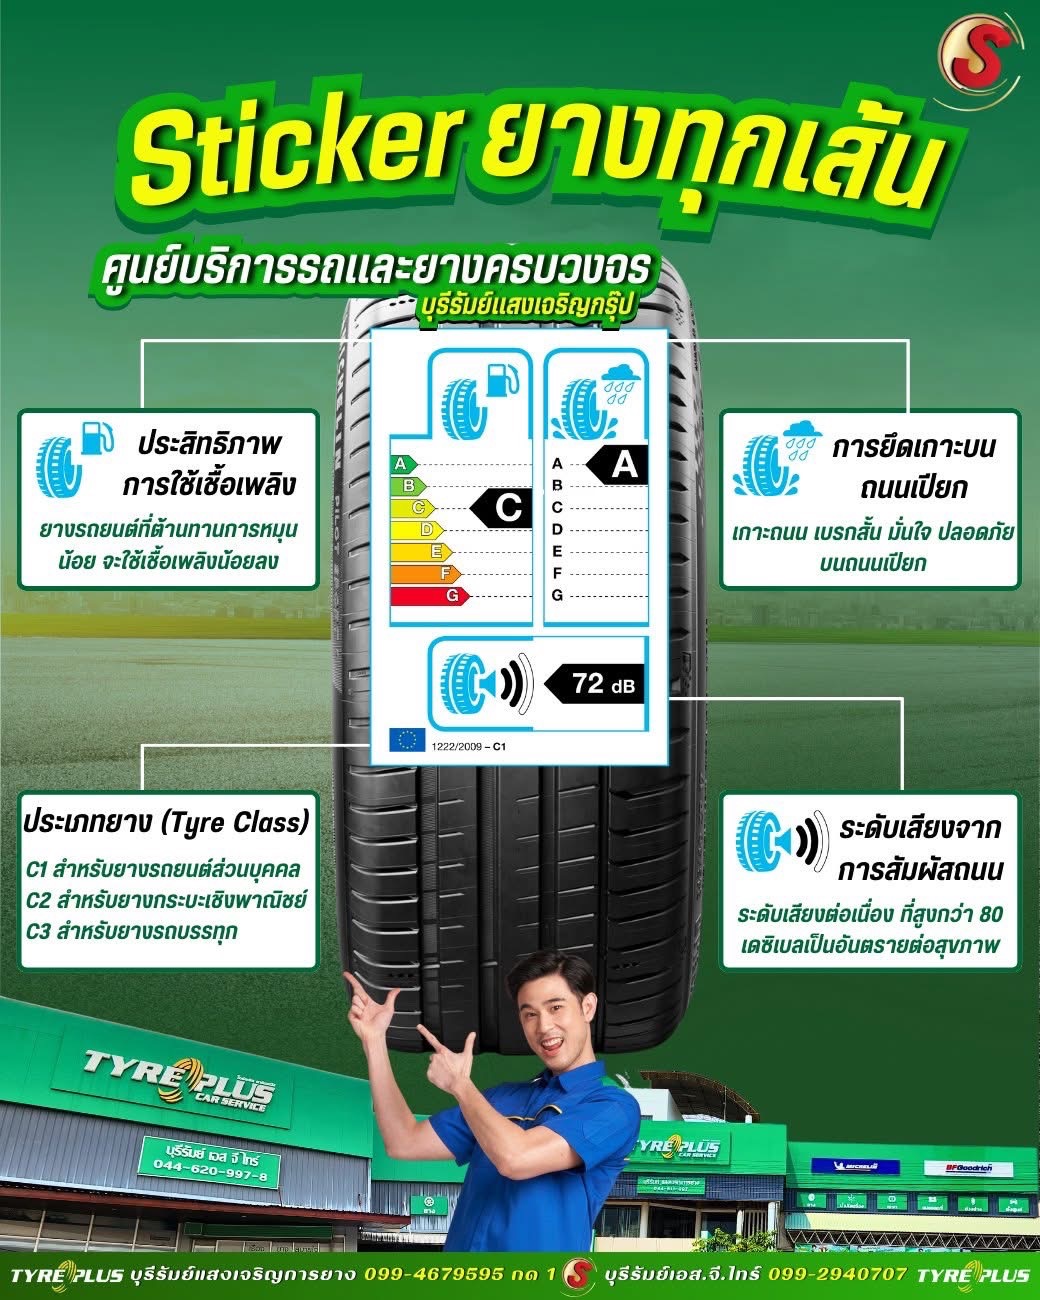 S
Sticker ยางทุกเส้น
ศูนย์บริการรถและยางครบวงจร
บุรีรัมย์แสงเจริญกรุ๊ป
ประสิทธิภาพ
การใช้เชื้อเพลิง
ยางรถยนต์ที่ต้านทานการหมุน
น้อย จะใช้เชื้อเพลิงน้อยลง
A
B
C
D
E
F
G
C
A
B
C
D
E
F
G
A
72 dB
1222/2009 – C1
การยึดเกาะบน
ถนนเปียก
เกาะถนน เบรกสั้น มั่นใจ ปลอดภัย
บนถนนเปียก
ประเภทยาง (Tyre Class)
C1 สำหรับยางรถยนต์ส่วนบุคคล
C2 สำหรับยางกระบะเชิงพาณิชย์
C3 สำหรับยางรถบรรทุก
ระดับเสียงจาก
การสัมผัสถนน
ระดับเสียงต่อเนื่อง ที่สูงกว่า 80
เดซิเบลเป็นอันตรายต่อสุขภาพ
TYREPLUS
CAR SERVICE
บุรีรัมย์ เอส จี ไทร์
044-620-997-8
TYREPLUS
CAR SERVICE
MICHELIN
BFGoodrich
ยาง
TYREPLUS บุรีรัมย์แสงเจริญการยาง 099-4679595 กด 1 S บุรีรัมย์เอส.จี.ไทร์ 099-2940707 TYREPLUS